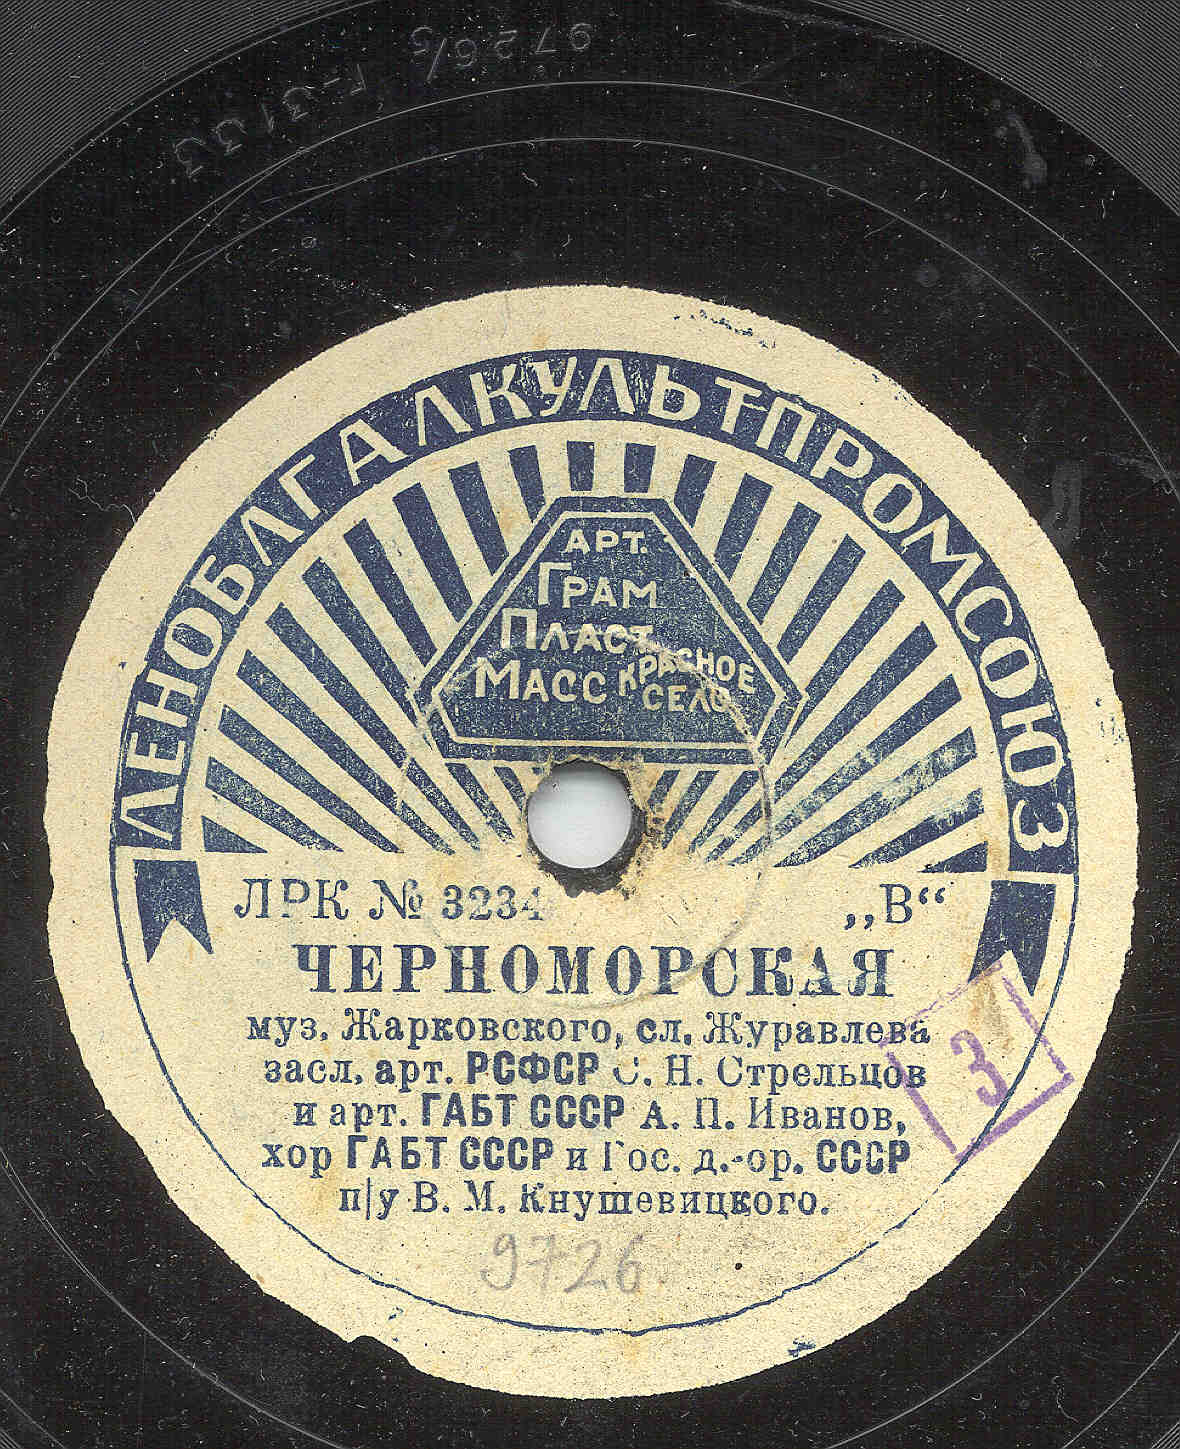 9726/5
Г-3133
ЛЕНОБЛГАЛКУЛЬТПРОМСОЮЗ
АРТ.
ГРАМ
ПЛАСТ
МАСС КРАСНОЕ СЕЛО
ЛРК № 3234 „В“
ЧЕРНОМОРСКАЯ
муз. Жарковского, сл. Журавлева
засл. арт. РСФСР С. Н. Стрельцов
и арт. ГАБТ СССР А. П. Иванов,
хор ГАБТ СССР и Гос. д.-ор. СССР
п/у В. М. Кнушевицкого.
3
9726